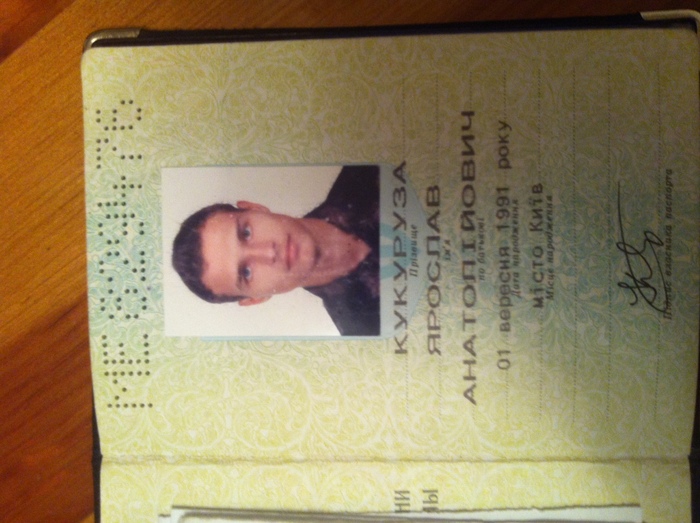 МЕ
КУКУРУЗА
Прізвище
ЯРОСЛАВ
Ім'я
АНАТОЛІЙОВИЧ
по батькові
01 вересня 1991 року
Дата народження
місто Київ
Місце народження
Підпис власника паспорта